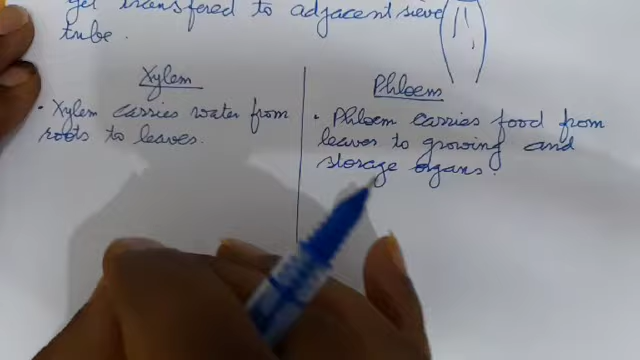 get transfered to adjacent sieve
tube.
Xylem
• Xylem carries water from
roots to leaves.
Phloem
• Phloem carries food from
leaves to growing and
storage organs.